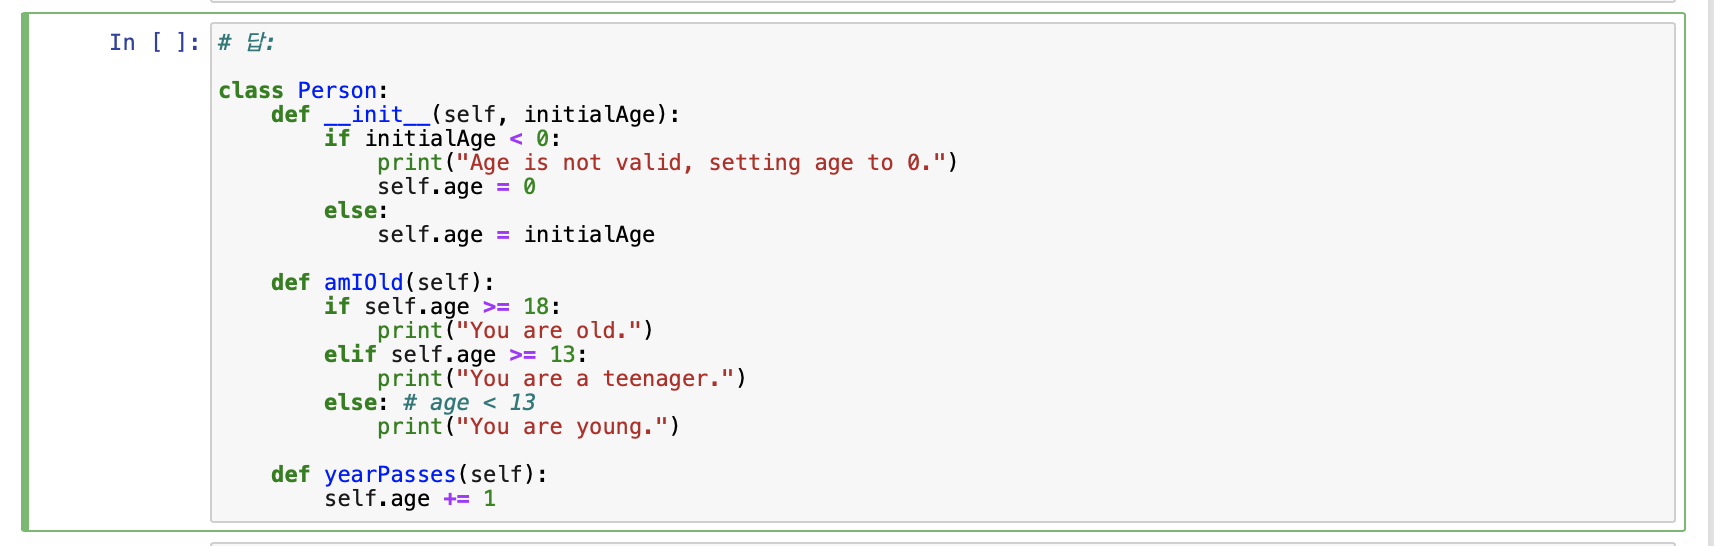 In [ ]: # 답:
class Person:
    def __init__(self, initialAge):
        if initialAge < 0:
            print("Age is not valid, setting age to 0.")
            self.age = 0
        else:
            self.age = initialAge
    def amIOld(self):
        if self.age >= 18:
            print("You are old.")
        elif self.age >= 13:
            print("You are a teenager.")
        else: # age < 13
            print("You are young.")
    def yearPasses(self):
        self.age += 1